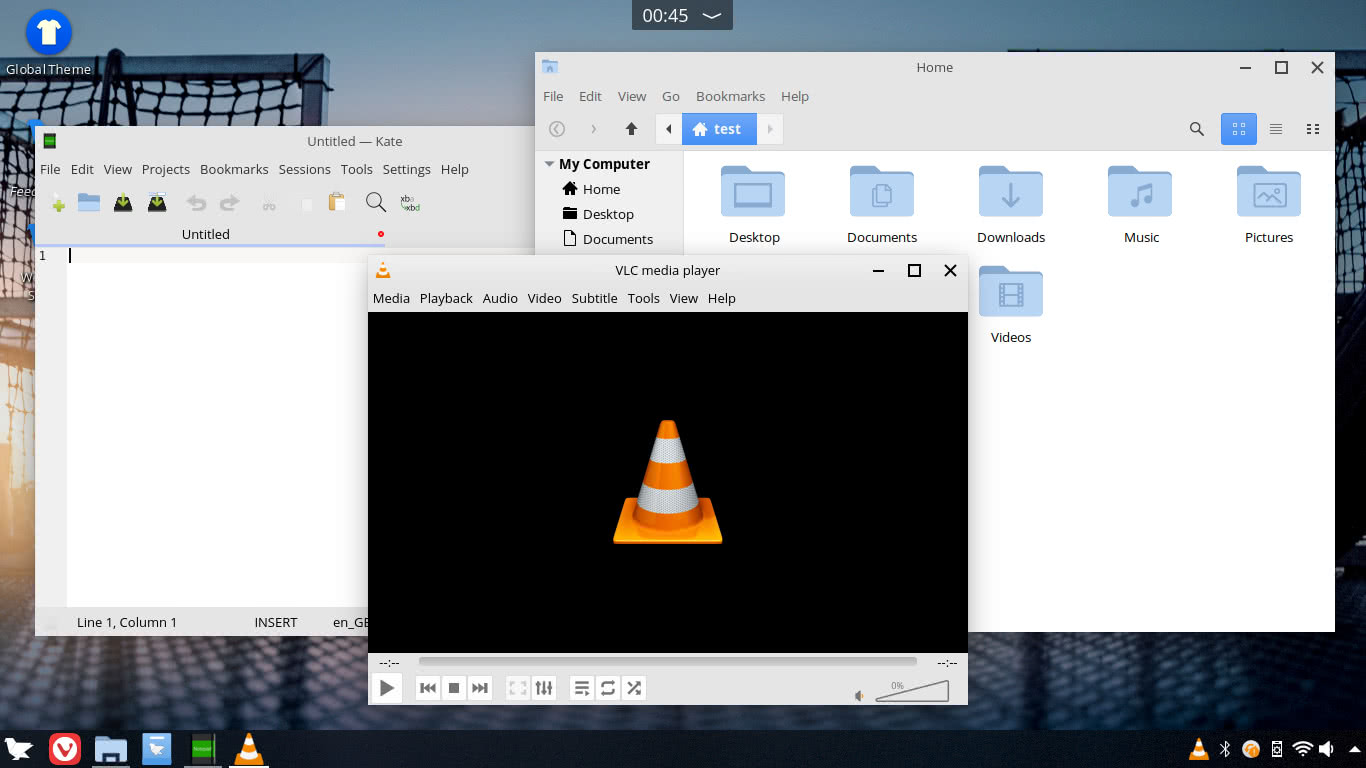 00:45
Global Theme
Home
File Edit View Go Bookmarks Help
test
My Computer
Home
Desktop
Documents
Desktop Documents Downloads Music Pictures
Videos
Untitled — Kate
File Edit View Projects Bookmarks Sessions Tools Settings Help
xba
xbd
Untitled
1
Line 1, Column 1 INSERT en_GB
VLC media player
Media Playback Audio Video Subtitle Tools View Help
--:-- --:--
0%